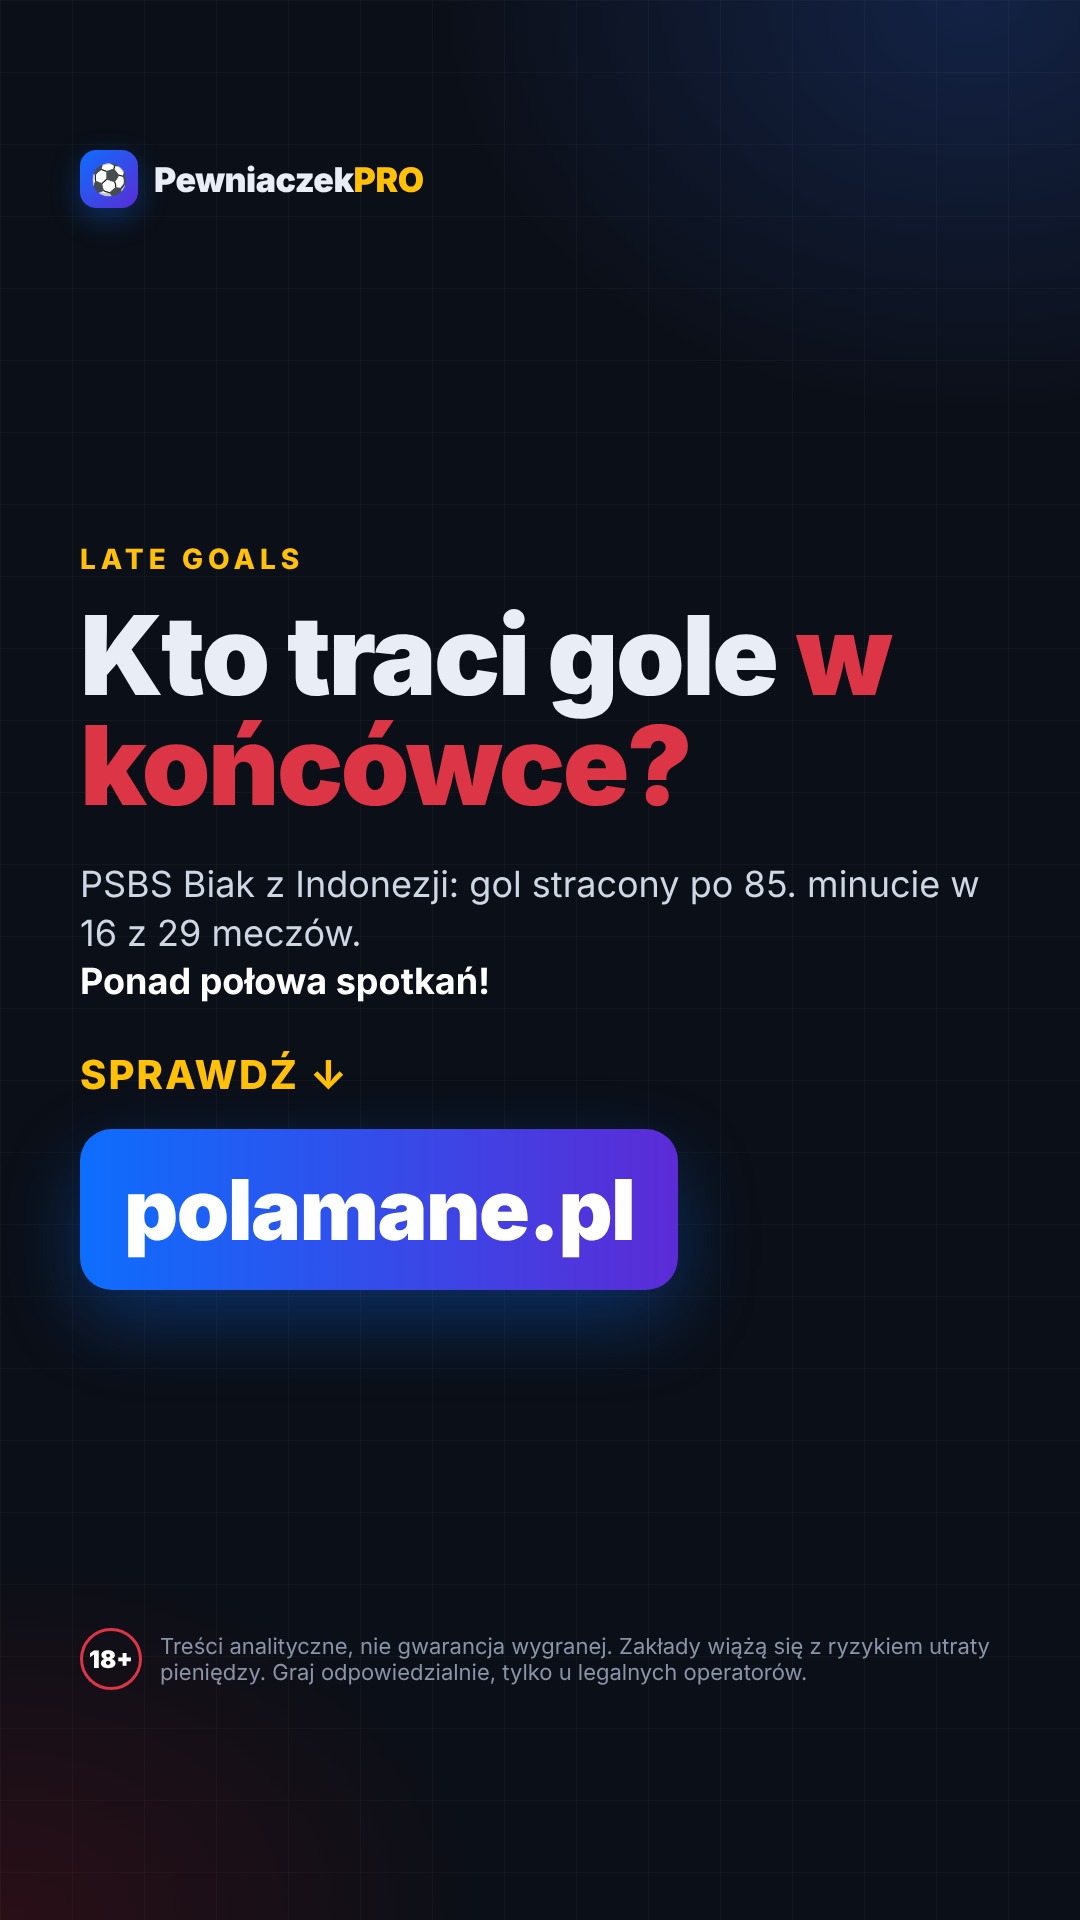 PewniaczekPRO
LATE GOALS
Kto traci gole w
końcówce?
PSBS Biak z Indonezji: gol stracony po 85. minucie w
16 z 29 meczów.
Ponad połowa spotkań!
SPRAWDŹ ↓
polamane.pl
18+
Treści analityczne, nie gwarancja wygranej. Zakłady wiążą się z ryzykiem utraty
pieniędzy. Graj odpowiedzialnie, tylko u legalnych operatorów.